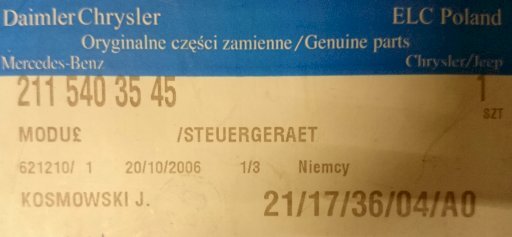 DaimlerChrysler ELC Poland
Oryginalne części zamienne/Genuine parts
Mercedes-Benz Chrysler/Jeep
211 540 35 45 1
SZT
MODU£ /STEUERGERAET
621210/ 1 20/10/2006 1/3 Niemcy
KOSMOWSKI J. 21/17/36/04/A0